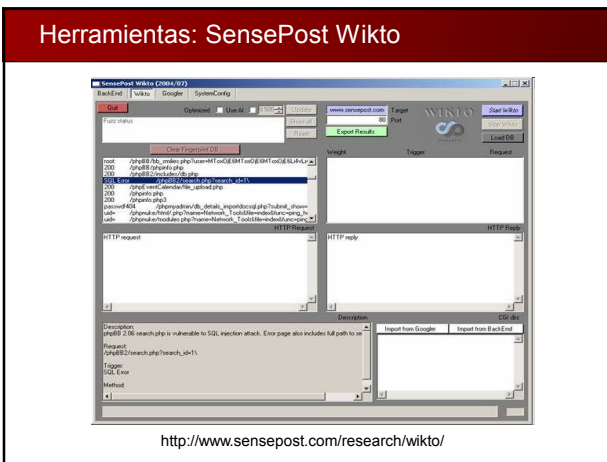 Herramientas: SensePost Wikto
SensePost Wikto (2004/07)
BackEnd Wikto Googler SystemConfig
Quit Optimized Use AI Update www.sensepost.com Target WIKTO Start Wikto
Fuzz status Show all 80 Port Stop Wikto
Reset Export Results Load DB
Clear Fingerprint DB Weight Trigger Request
200 /phpBB/phpinfo.php
200 /phpBB2/includes/db.php
SQL Error /phpBB2/search.php?search_id=1\
200 /phpEventCalendar/file_upload.php
200 /phpinfo.php
200 /phpinfo.php3
HTTP Request HTTP Reply
HTTP request HTTP reply
Description CGI dirs
Description: Import from Googler Import from BackEnd
phpBB 2.06 search.php is vulnerable to SQL injection attack. Error page also includes full path to se
Request:
/phpBB2/search.php?search_id=1\
Trigger:
SQL Error
Method:
http://www.sensepost.com/research/wikto/